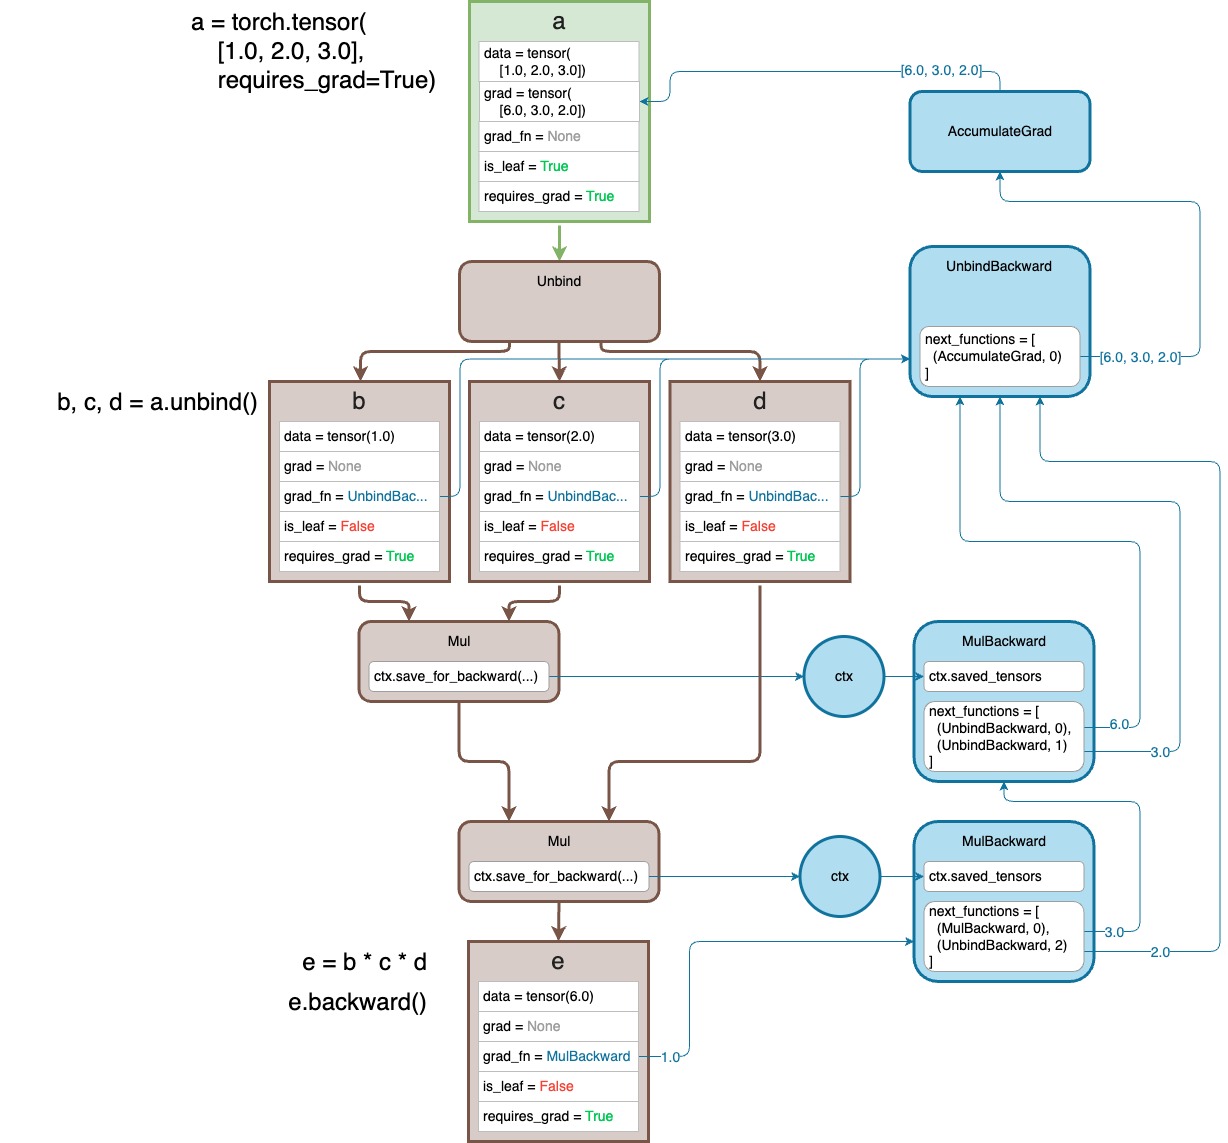 a = torch.tensor(
[1.0, 2.0, 3.0],
requires_grad=True)
a
data = tensor(
[1.0, 2.0, 3.0])
grad = tensor(
[6.0, 3.0, 2.0])
grad_fn = None
is_leaf = True
requires_grad = True
[6.0, 3.0, 2.0]
AccumulateGrad
Unbind
UnbindBackward
next_functions = [
(AccumulateGrad, 0)
]
[6.0, 3.0, 2.0]
b, c, d = a.unbind()
b
data = tensor(1.0)
grad = None
grad_fn = UnbindBac...
is_leaf = False
requires_grad = True
c
data = tensor(2.0)
grad = None
grad_fn = UnbindBac...
is_leaf = False
requires_grad = True
d
data = tensor(3.0)
grad = None
grad_fn = UnbindBac...
is_leaf = False
requires_grad = True
Mul
ctx.save_for_backward(...)
ctx
MulBackward
ctx.saved_tensors
next_functions = [
(UnbindBackward, 0),
(UnbindBackward, 1)
]
6.0
3.0
Mul
ctx.save_for_backward(...)
ctx
MulBackward
ctx.saved_tensors
next_functions = [
(MulBackward, 0),
(UnbindBackward, 2)
]
3.0
2.0
e = b * c * d
e.backward()
e
data = tensor(6.0)
grad = None
grad_fn = MulBackward
is_leaf = False
requires_grad = True
1.0